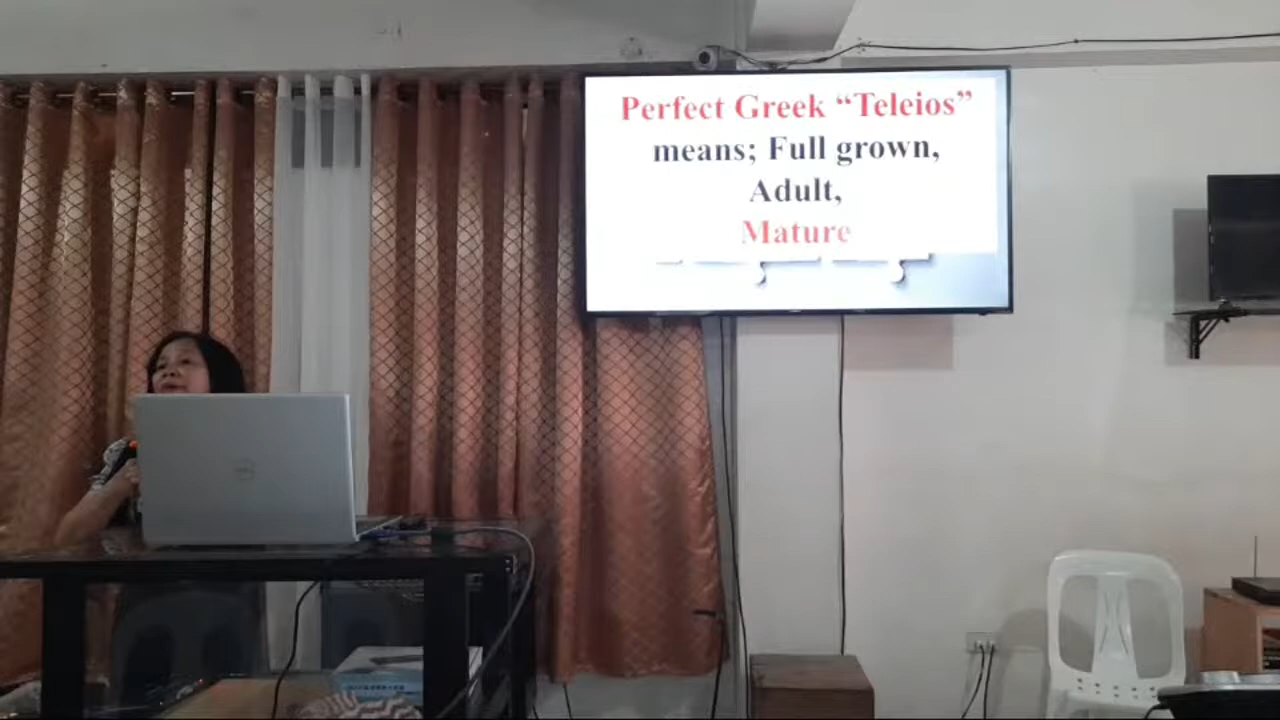 Perfect Greek “Teleios”
means; Full grown,
Adult,
Mature